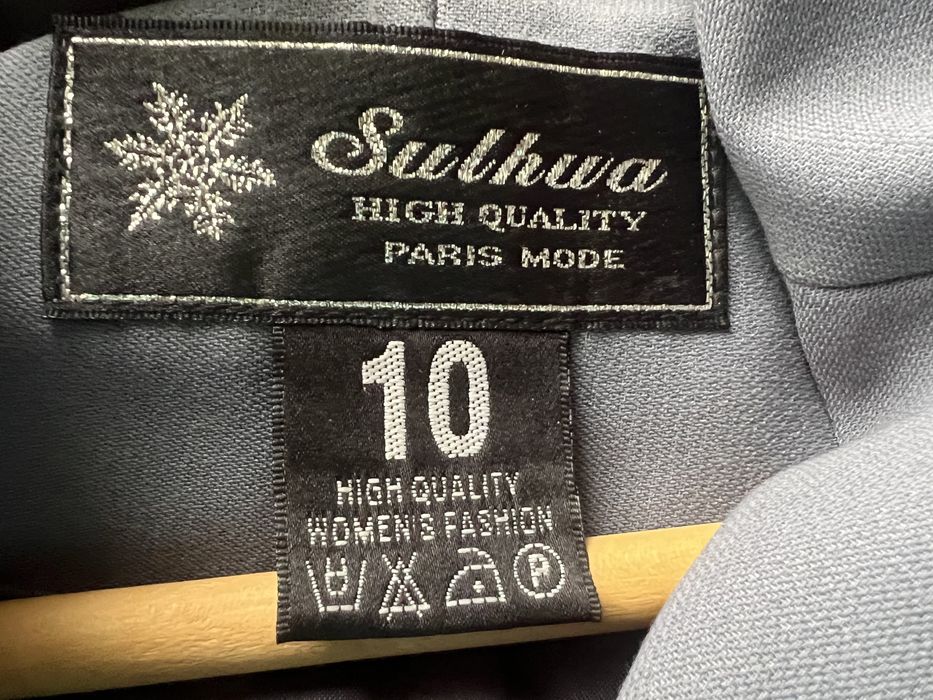 Sulhwa
HIGH QUALITY
PARIS MODE
10
HIGH QUALITY
WOMEN'S FASHION